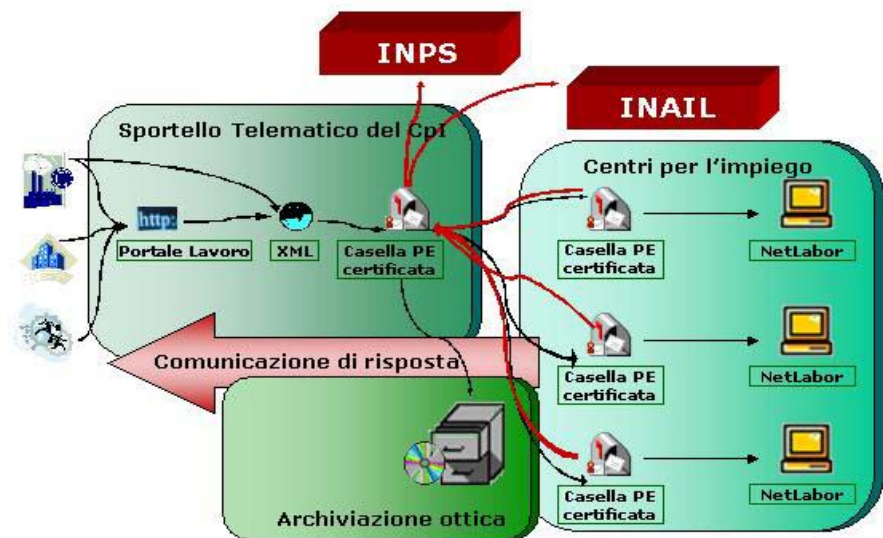 INPS
INAIL
Sportello Telematico del CpI
Centri per l'impiego
http:
Portale Lavoro
XML
Casella PE
certificata
Casella PE
certificata
NetLabor
Casella PE
certificata
NetLabor
Comunicazione di risposta
Casella PE
certificata
NetLabor
Archiviazione ottica